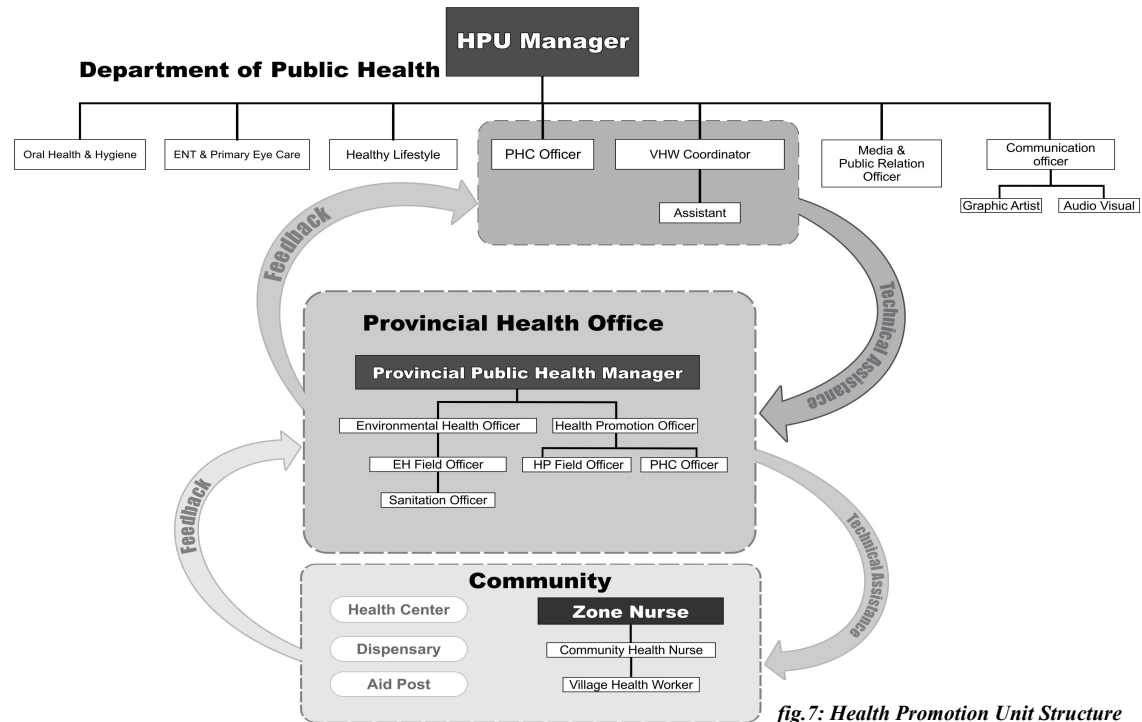 HPU Manager
Department of Public Health
Oral Health & Hygiene
ENT & Primary Eye Care
Healthy Lifestyle
PHC Officer
VHW Coordinator
Media &
Public Relation
Officer
Communication
officer
Assistant
Graphic Artist
Audio Visual
Feedback
Technical Assistance
Provincial Health Office
Provincial Public Health Manager
Environmental Health Officer
Health Promotion Officer
EH Field Officer
HP Field Officer
PHC Officer
Sanitation Officer
Feedback
Technical Assistance
Community
Health Center
Dispensary
Aid Post
Zone Nurse
Community Health Nurse
Village Health Worker
fig.7: Health Promotion Unit Structure